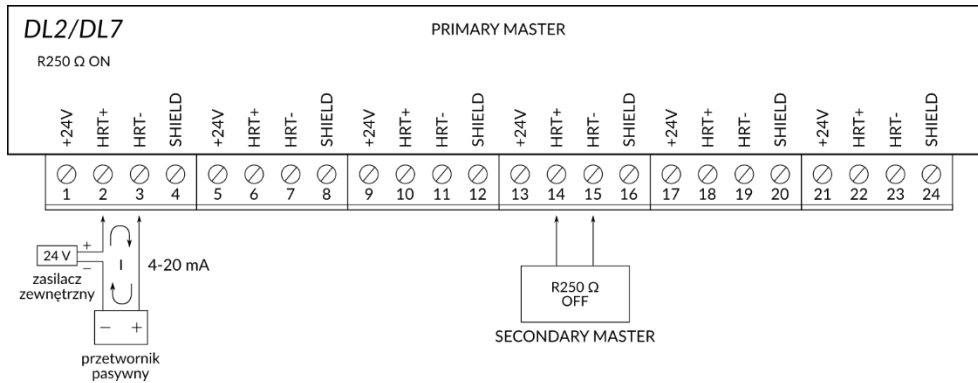 DL2/DL7
PRIMARY MASTER
R250 Ω ON
+24V HRT+ HRT- SHIELD +24V HRT+ HRT- SHIELD +24V HRT+ HRT- SHIELD +24V HRT+ HRT- SHIELD +24V HRT+ HRT- SHIELD +24V HRT+ HRT- SHIELD
1 2 3 4 5 6 7 8 9 10 11 12 13 14 15 16 17 18 19 20 21 22 23 24
+
24 V
–
I
4-20 mA
zasilacz
zewnętrzny
– +
przetwornik
pasywny
R250 Ω
OFF
SECONDARY MASTER